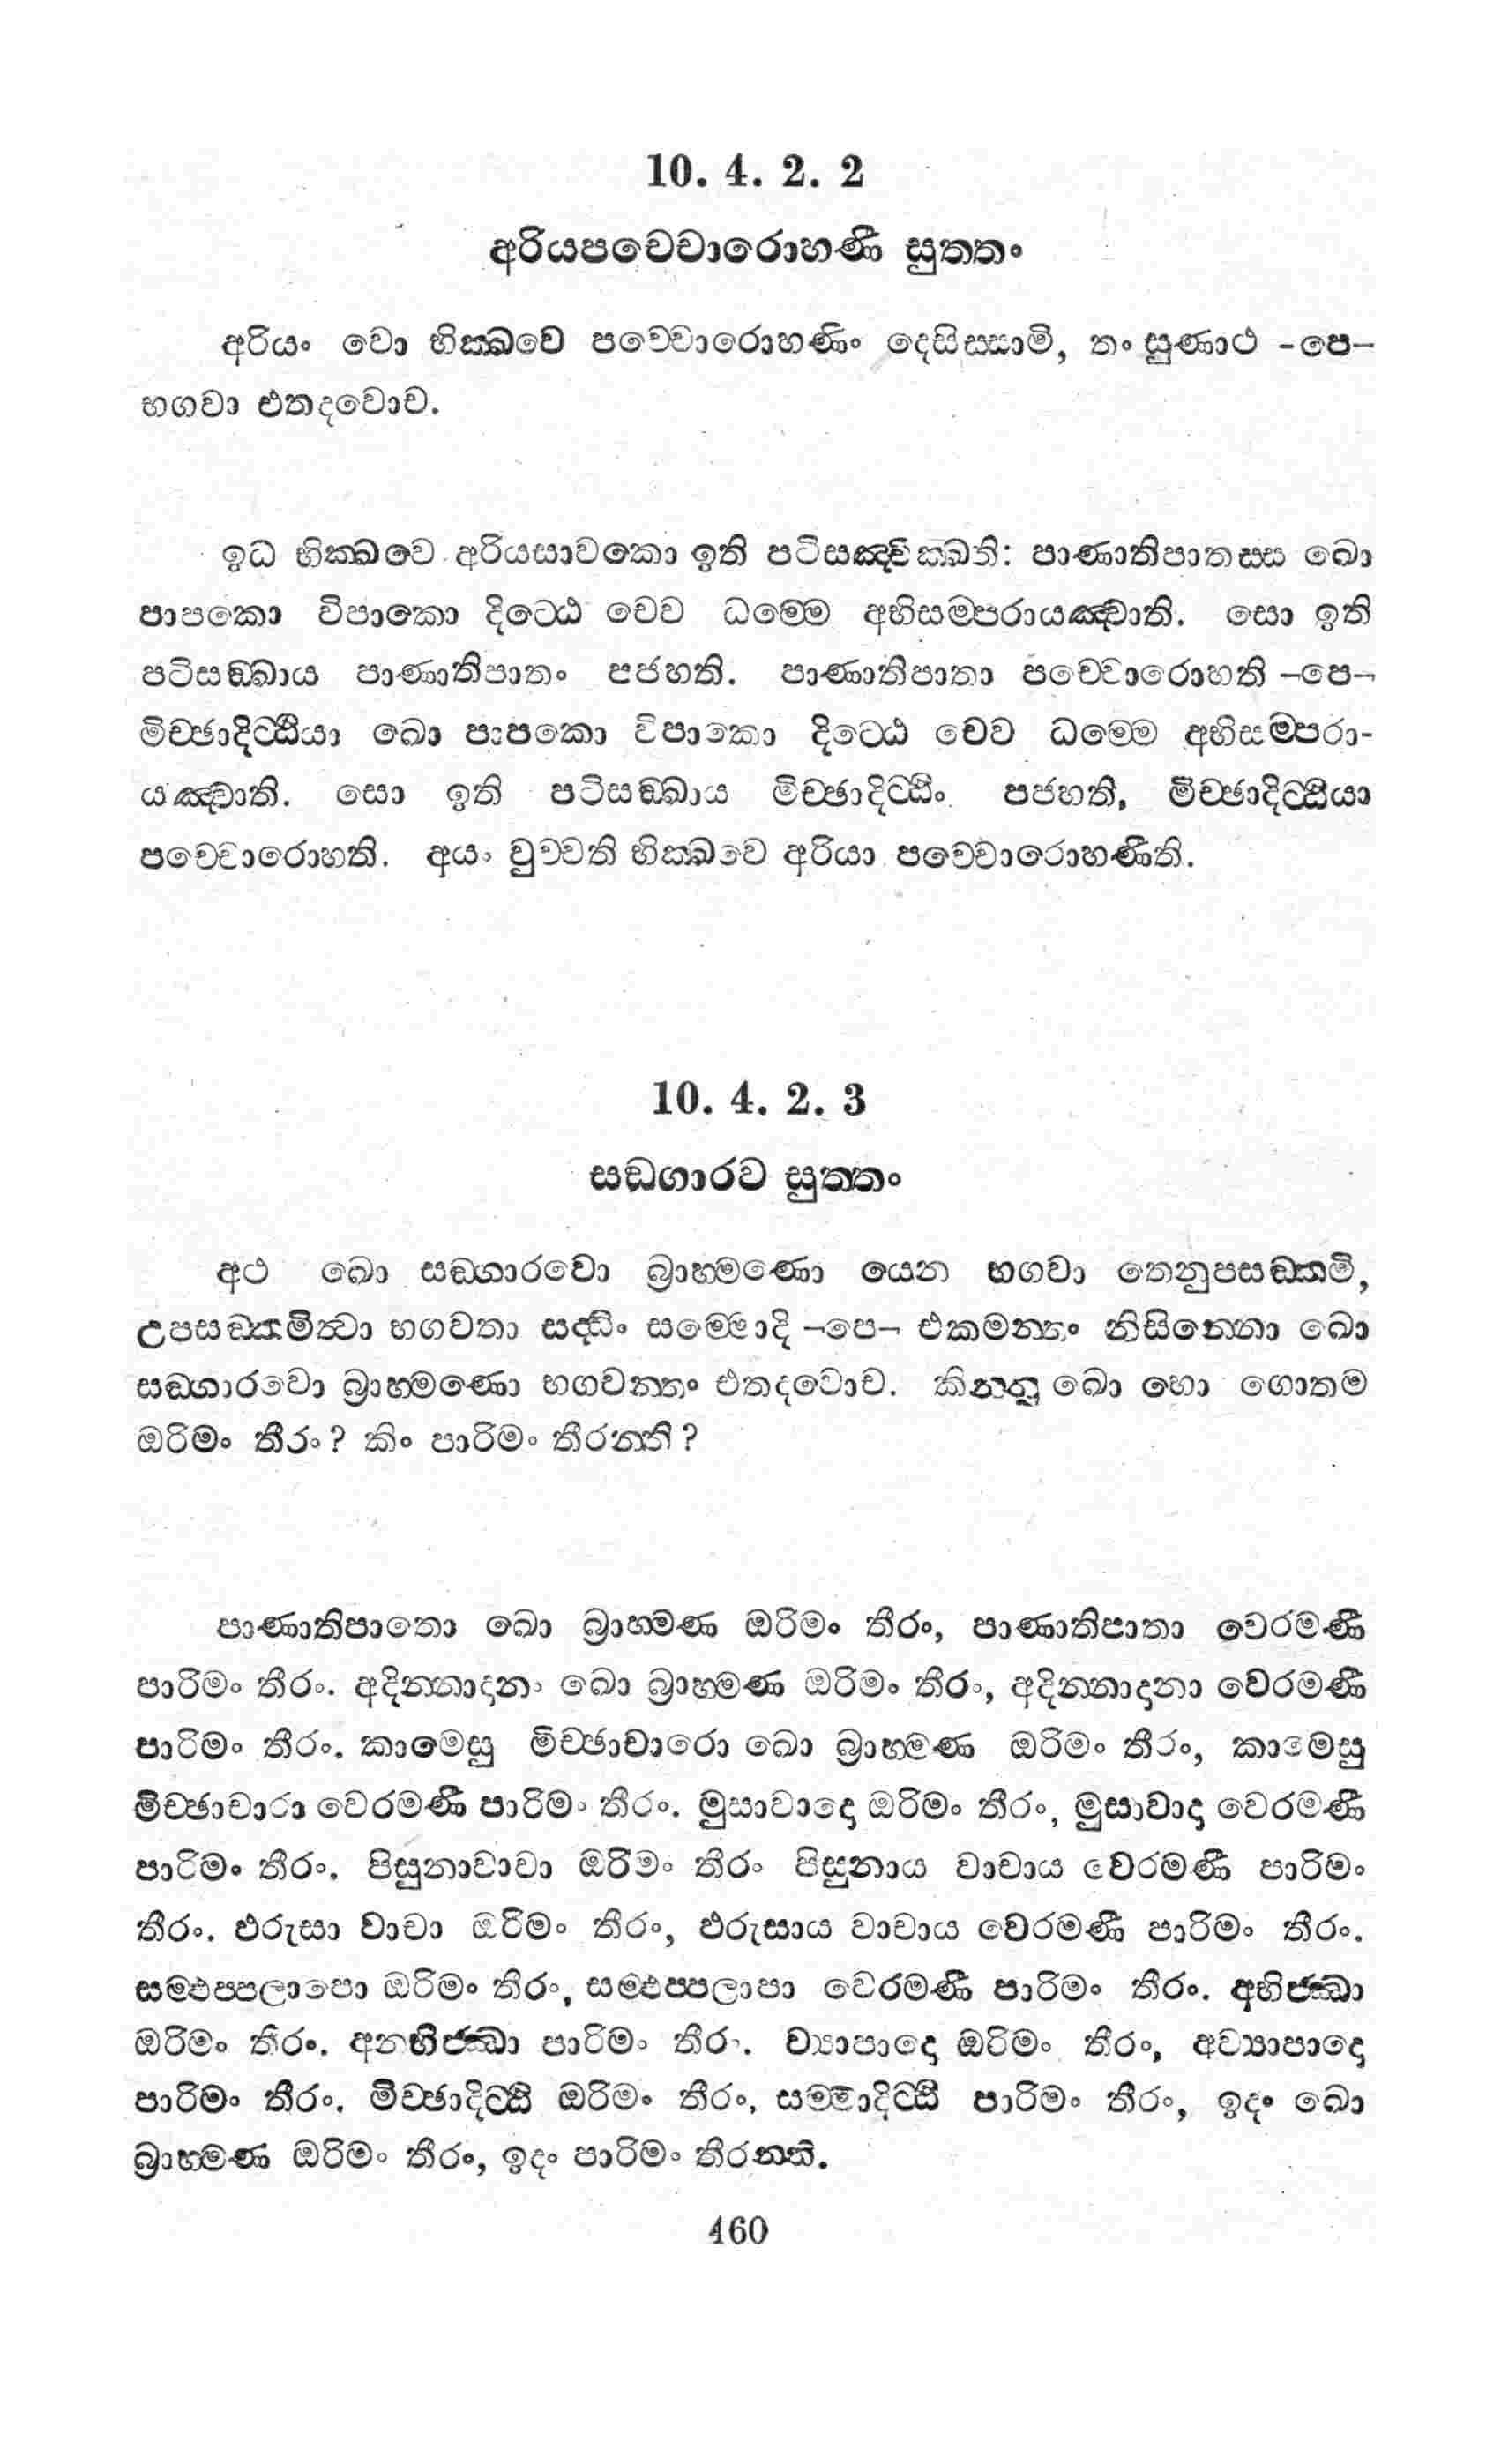 10. 4. 2. 2
අරියපච්චොරොහණී සුත්තං
අරියං වො භික්ඛවෙ පච්චොරොහණිං දෙසිස්සාමි, තං සුණාථ -පෙ-
භගවා එතදවොච.
ඉධ භික්ඛවෙ අරියසාවකො ඉති පටිසඤ්චික්ඛති: පාණාතිපාතස්ස ඛො
පාපකො විපාකො දිට්ඨෙ චෙව ධම්මෙ අභිසම්පරායඤ්චාති. සො ඉති
පටිසඞ්ඛාය පාණාතිපාතං පජහති. පාණාතිපාතා පච්චොරොහති -පෙ-
මිච්ඡාදිට්ඨියා ඛො පාපකො විපාකො දිට්ඨෙ චෙව ධම්මෙ අභිසම්පරා-
යඤ්චාති. සො ඉති පටිසඞ්ඛාය මිච්ඡාදිට්ඨිං පජහති, මිච්ඡාදිට්ඨියා
පච්චොරොහති. අයං වුච්චති භික්ඛවෙ අරියා පච්චොරොහණීති.
10. 4. 2. 3
සඞ්ගාරව සුත්තං
අථ ඛො සඞ්ගාරවො බ්‍රාහ්මණො යෙන භගවා තෙනුපසඞ්කමි,
උපසඞ්කමිත්වා භගවතා සද්ධිං සම්මොදි -පෙ- එකමන්තං නිසින්නො ඛො
සඞ්ගාරවො බ්‍රාහ්මණො භගවන්තං එතදවොච. කින්නු ඛො භො ගොතම
ඔරිමං තීරං? කිං පාරිමං තීරන්ති?
පාණාතිපාතො ඛො බ්‍රාහ්මණ ඔරිමං තීරං, පාණාතිපාතා වෙරමණී
පාරිමං තීරං. අදින්නාදානං ඛො බ්‍රාහ්මණ ඔරිමං තීරං, අදින්නාදානා වෙරමණී
පාරිමං තීරං. කාමෙසු මිච්ඡාචාරො ඛො බ්‍රාහ්මණ ඔරිමං තීරං, කාමෙසු
මිච්ඡාචාරා වෙරමණී පාරිමං තීරං. මුසාවාදො ඔරිමං තීරං, මුසාවාදා වෙරමණී
පාරිමං තීරං. පිසුනාවාචා ඔරිමං තීරං පිසුනාය වාචාය වෙරමණී පාරිමං
තීරං. ඵරුසා වාචා ඔරිමං තීරං, ඵරුසාය වාචාය වෙරමණී පාරිමං තීරං.
සම්ඵප්පලාපො ඔරිමං තීරං, සම්ඵප්පලාපා වෙරමණී පාරිමං තීරං. අභිජ්ඣා
ඔරිමං තීරං. අනභිජ්ඣා පාරිමං තීරං. ව්‍යාපාදො ඔරිමං තීරං, අව්‍යාපාදො
පාරිමං තීරං. මිච්ඡාදිට්ඨි ඔරිමං තීරං, සම්මාදිට්ඨි පාරිමං තීරං, ඉදං ඛො
බ්‍රාහ්මණ ඔරිමං තීරං, ඉදං පාරිමං තීරන්ති.
460